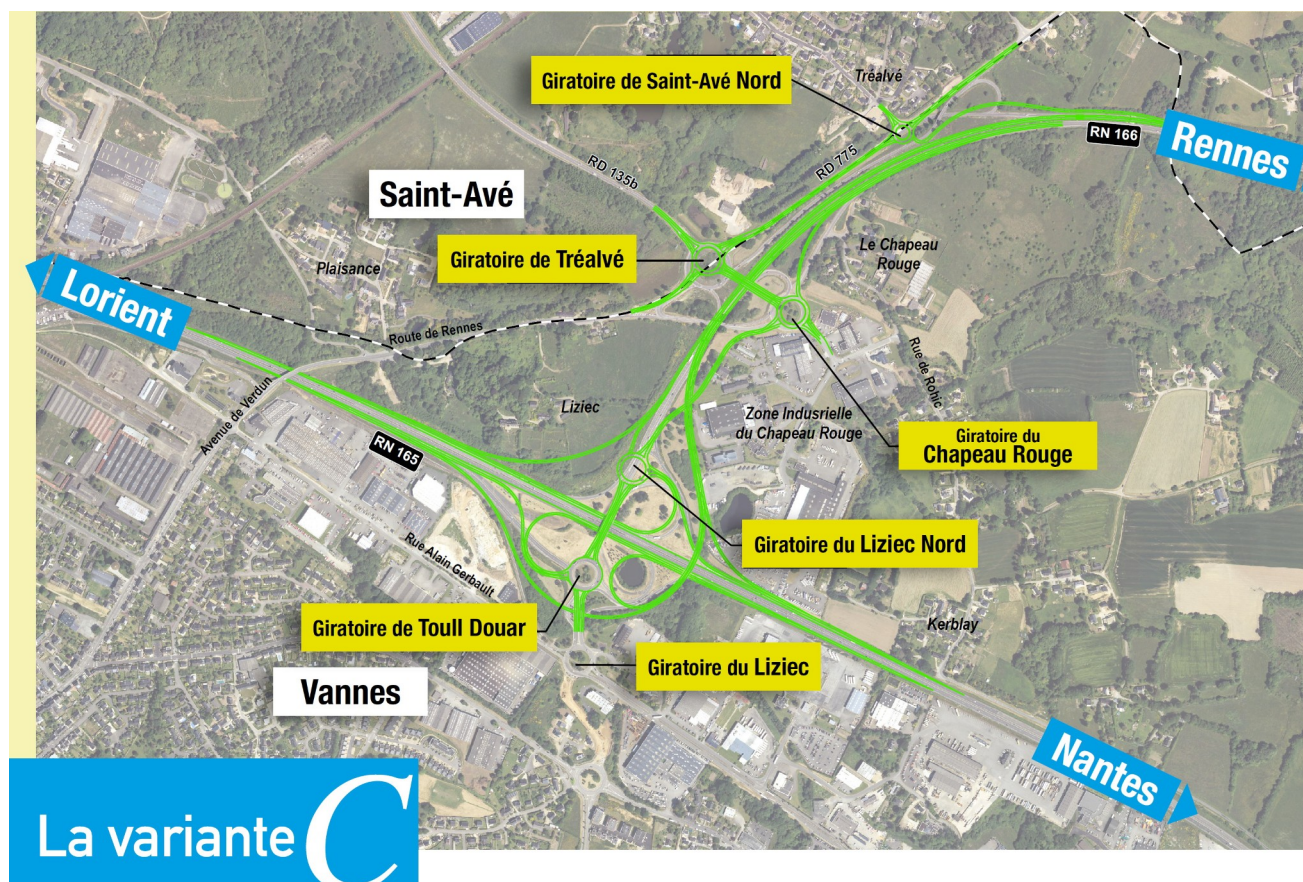 Giratoire de Saint-Avé Nord
Tréalvé
RN 166
Rennes
RD 775
RD 135b
Saint-Avé
Giratoire de Tréalvé
Plaisance
Le Chapeau
Rouge
Lorient
Route de Rennes
Rue de Rohic
Avenue de Verdun
Liziec
Zone Indusrielle
du Chapeau Rouge
Giratoire du
Chapeau Rouge
RN 165
Giratoire du Liziec Nord
Rue Alain Gerbault
Giratoire de Toull Douar
Kerblay
Giratoire du Liziec
Vannes
Nantes
La variante C